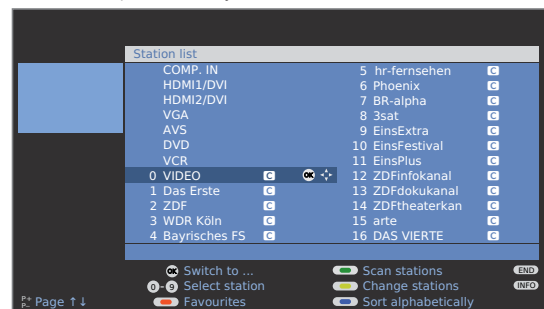 Station list
COMP. IN
HDMI1/DVI
HDMI2/DVI
VGA
AVS
DVD
VCR
0 VIDEO C OK
1 Das Erste C
2 ZDF C
3 WDR Köln C
4 Bayrisches FS C
5 hr-fernsehen C
6 Phoenix C
7 BR-alpha C
8 3sat C
9 EinsExtra C
10 EinsFestival C
11 EinsPlus C
12 ZDFinfokanal C
13 ZDFdokukanal C
14 ZDFtheaterkan C
15 arte C
16 DAS VIERTE C
OK Switch to ...
0-9 Select station
Favourites
Scan stations END
Change stations INFO
Sort alphabetically
P+
P- Page ↑↓